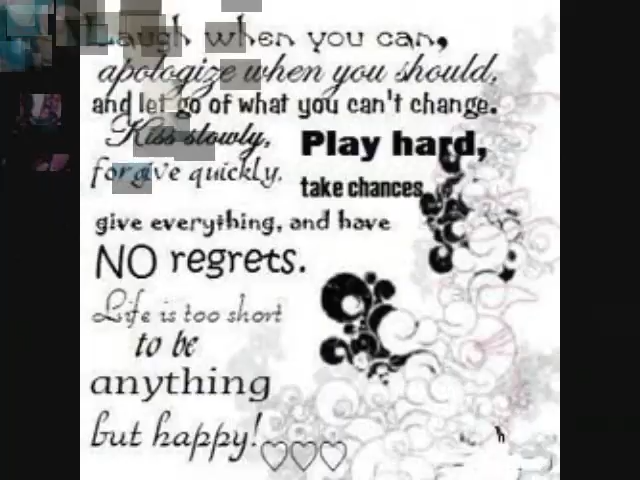 Laugh when you can,
apologize when you should,
and let go of what you can't change.
Kiss slowly,
Play hard,
forgive quickly,
take chances,
give everything, and have
NO regrets.
Life is too short
to be
anything
but happy!